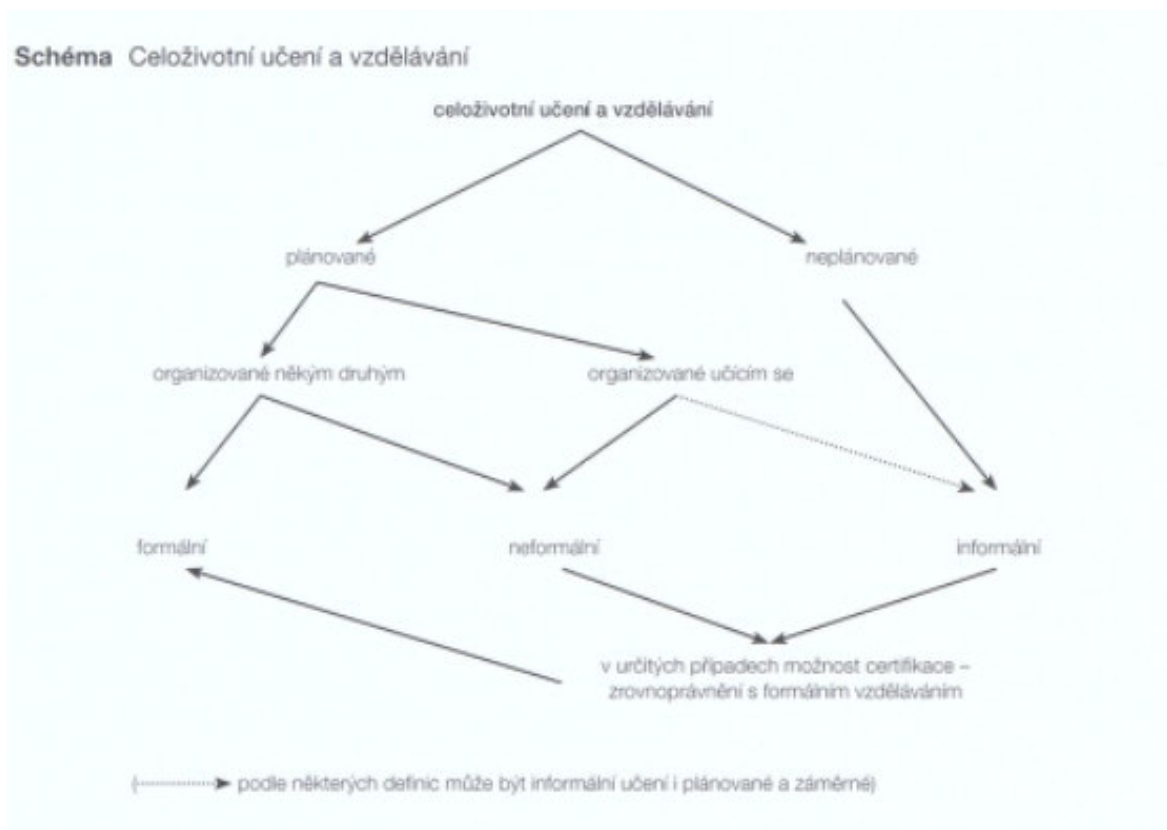 Schéma Celoživotní učení a vzdělávání
celoživotní učení a vzdělávání
plánované
neplánované
organizované někým druhým
organizované učícím se
formální
neformální
informální
v určitých případech možnost certifikace –
zrovnoprávnění s formálním vzděláváním
( podle některých definic může být informální učení i plánované a záměrné)